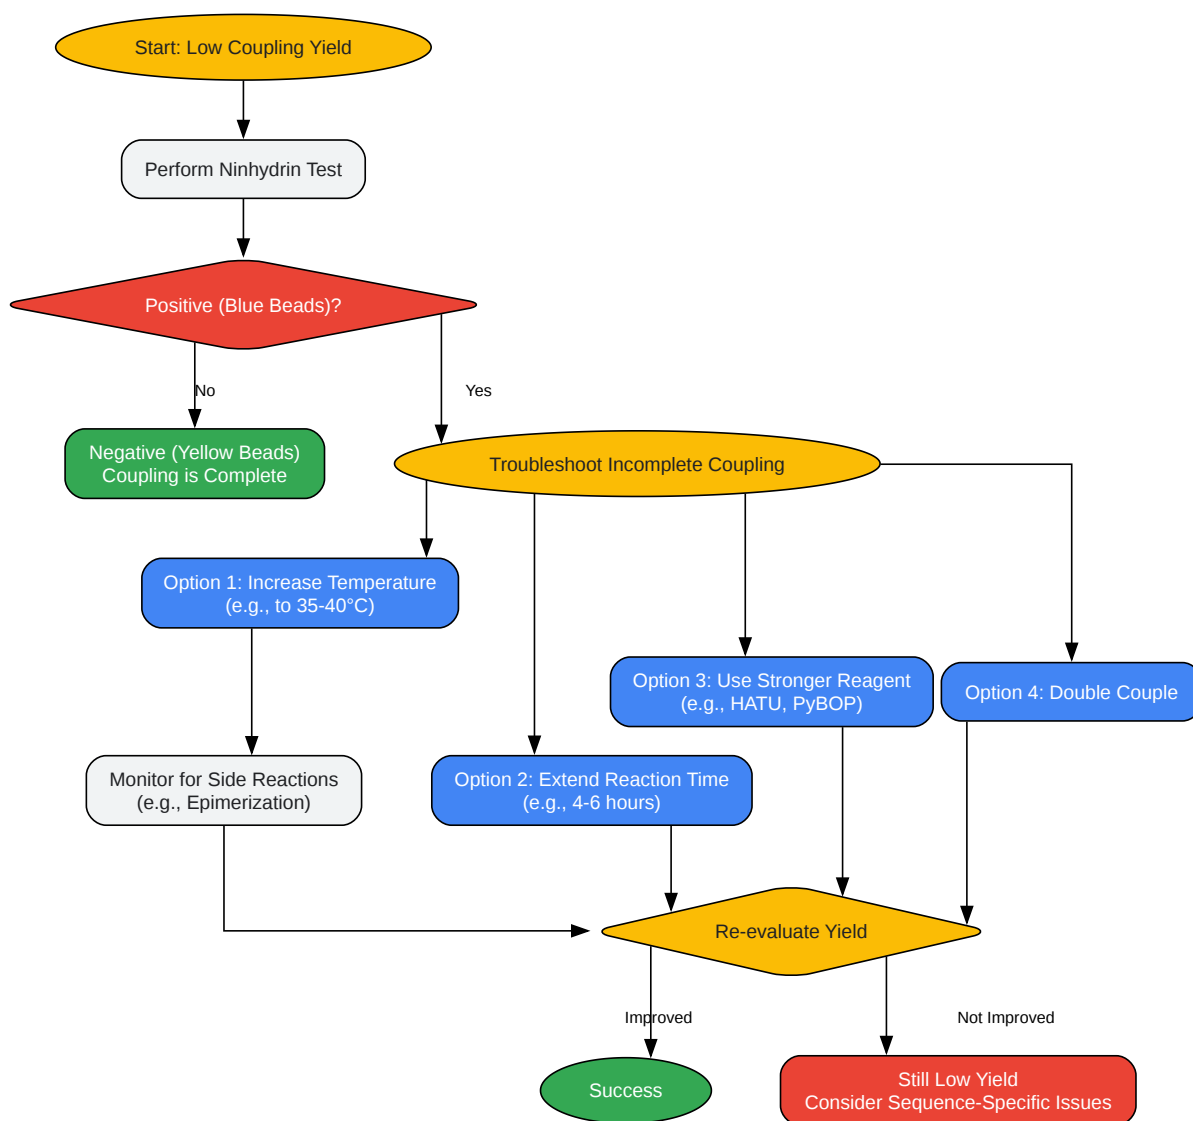 Start: Low Coupling Yield
Perform Ninhydrin Test
Positive (Blue Beads)?
No
Yes
Negative (Yellow Beads)
Coupling is Complete
Troubleshoot Incomplete Coupling
Option 1: Increase Temperature
(e.g., to 35-40°C)
Option 3: Use Stronger Reagent
(e.g., HATU, PyBOP)
Option 4: Double Couple
Monitor for Side Reactions
(e.g., Epimerization)
Option 2: Extend Reaction Time
(e.g., 4-6 hours)
Re-evaluate Yield
Improved
Not Improved
Success
Still Low Yield
Consider Sequence-Specific Issues